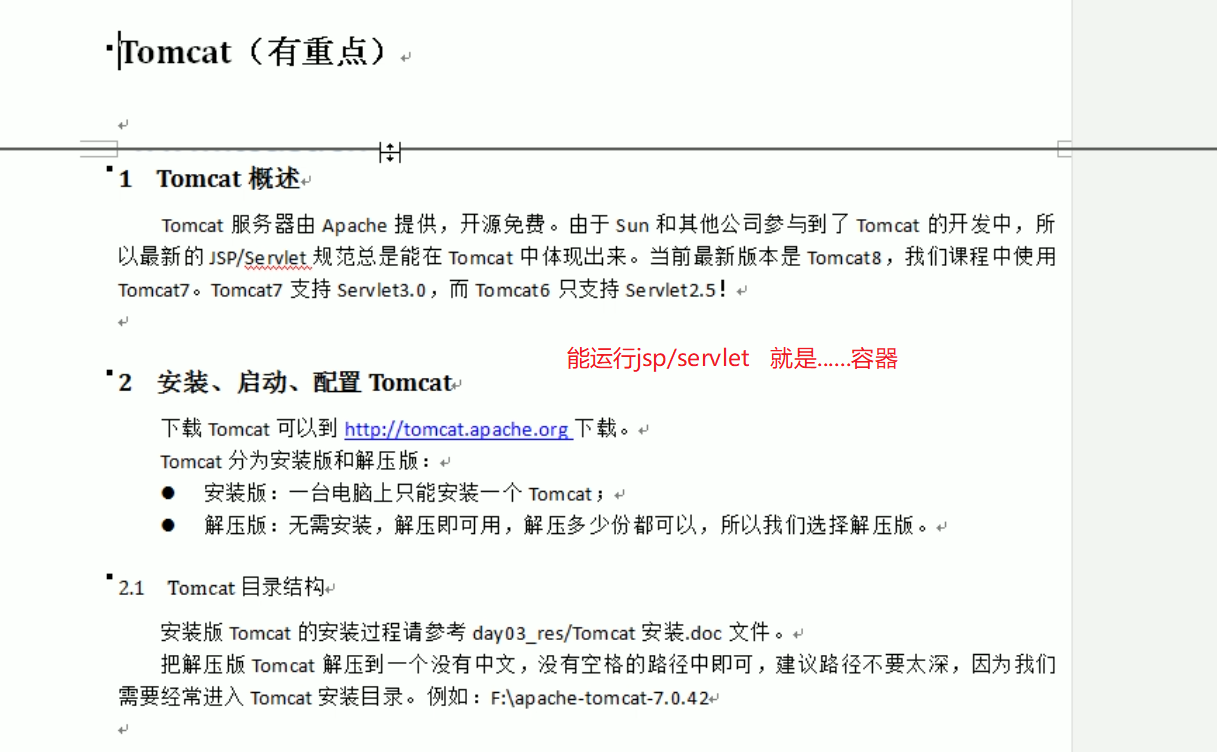 Tomcat（有重点）
1 Tomcat 概述
Tomcat 服务器由 Apache 提供，开源免费。由于 Sun 和其他公司参与到了 Tomcat 的开发中，所
以最新的 JSP/Servlet 规范总是能在 Tomcat 中体现出来。当前最新版本是 Tomcat8，我们课程中使用
Tomcat7。Tomcat7 支持 Servlet3.0，而 Tomcat6 只支持 Servlet2.5！
能运行jsp/servlet 就是......容器
2 安装、启动、配置 Tomcat
下载 Tomcat 可以到 http://tomcat.apache.org 下载。
Tomcat 分为安装版和解压版：
● 安装版：一台电脑上只能安装一个 Tomcat；
● 解压版：无需安装，解压即可用，解压多少份都可以，所以我们选择解压版。
2.1 Tomcat 目录结构
安装版 Tomcat 的安装过程请参考 day03_res/Tomcat 安装.doc 文件。
把解压版 Tomcat 解压到一个没有中文，没有空格的路径中即可，建议路径不要太深，因为我们
需要经常进入 Tomcat 安装目录。例如：F:\apache-tomcat-7.0.42